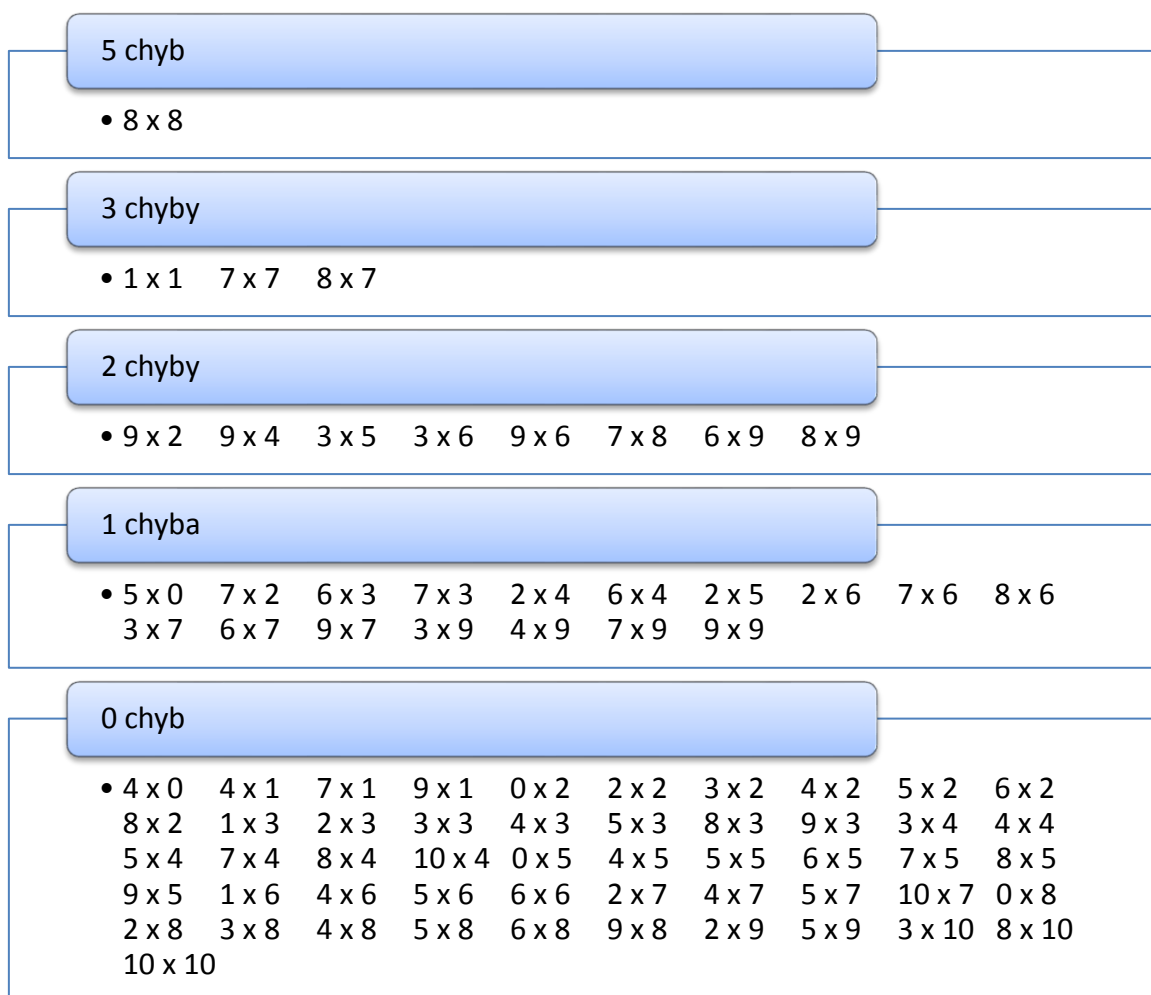 5 chyb
• 8 x 8
3 chyby
• 1 x 1 7 x 7 8 x 7
2 chyby
• 9 x 2 9 x 4 3 x 5 3 x 6 9 x 6 7 x 8 6 x 9 8 x 9
1 chyba
• 5 x 0 7 x 2 6 x 3 7 x 3 2 x 4 6 x 4 2 x 5 2 x 6 7 x 6 8 x 6
3 x 7 6 x 7 9 x 7 3 x 9 4 x 9 7 x 9 9 x 9
0 chyb
• 4 x 0 4 x 1 7 x 1 9 x 1 0 x 2 2 x 2 3 x 2 4 x 2 5 x 2 6 x 2
8 x 2 1 x 3 2 x 3 3 x 3 4 x 3 5 x 3 8 x 3 9 x 3 3 x 4 4 x 4
5 x 4 7 x 4 8 x 4 10 x 4 0 x 5 4 x 5 5 x 5 6 x 5 7 x 5 8 x 5
9 x 5 1 x 6 4 x 6 5 x 6 6 x 6 2 x 7 4 x 7 5 x 7 10 x 7 0 x 8
2 x 8 3 x 8 4 x 8 5 x 8 6 x 8 9 x 8 2 x 9 5 x 9 3 x 10 8 x 10
10 x 10